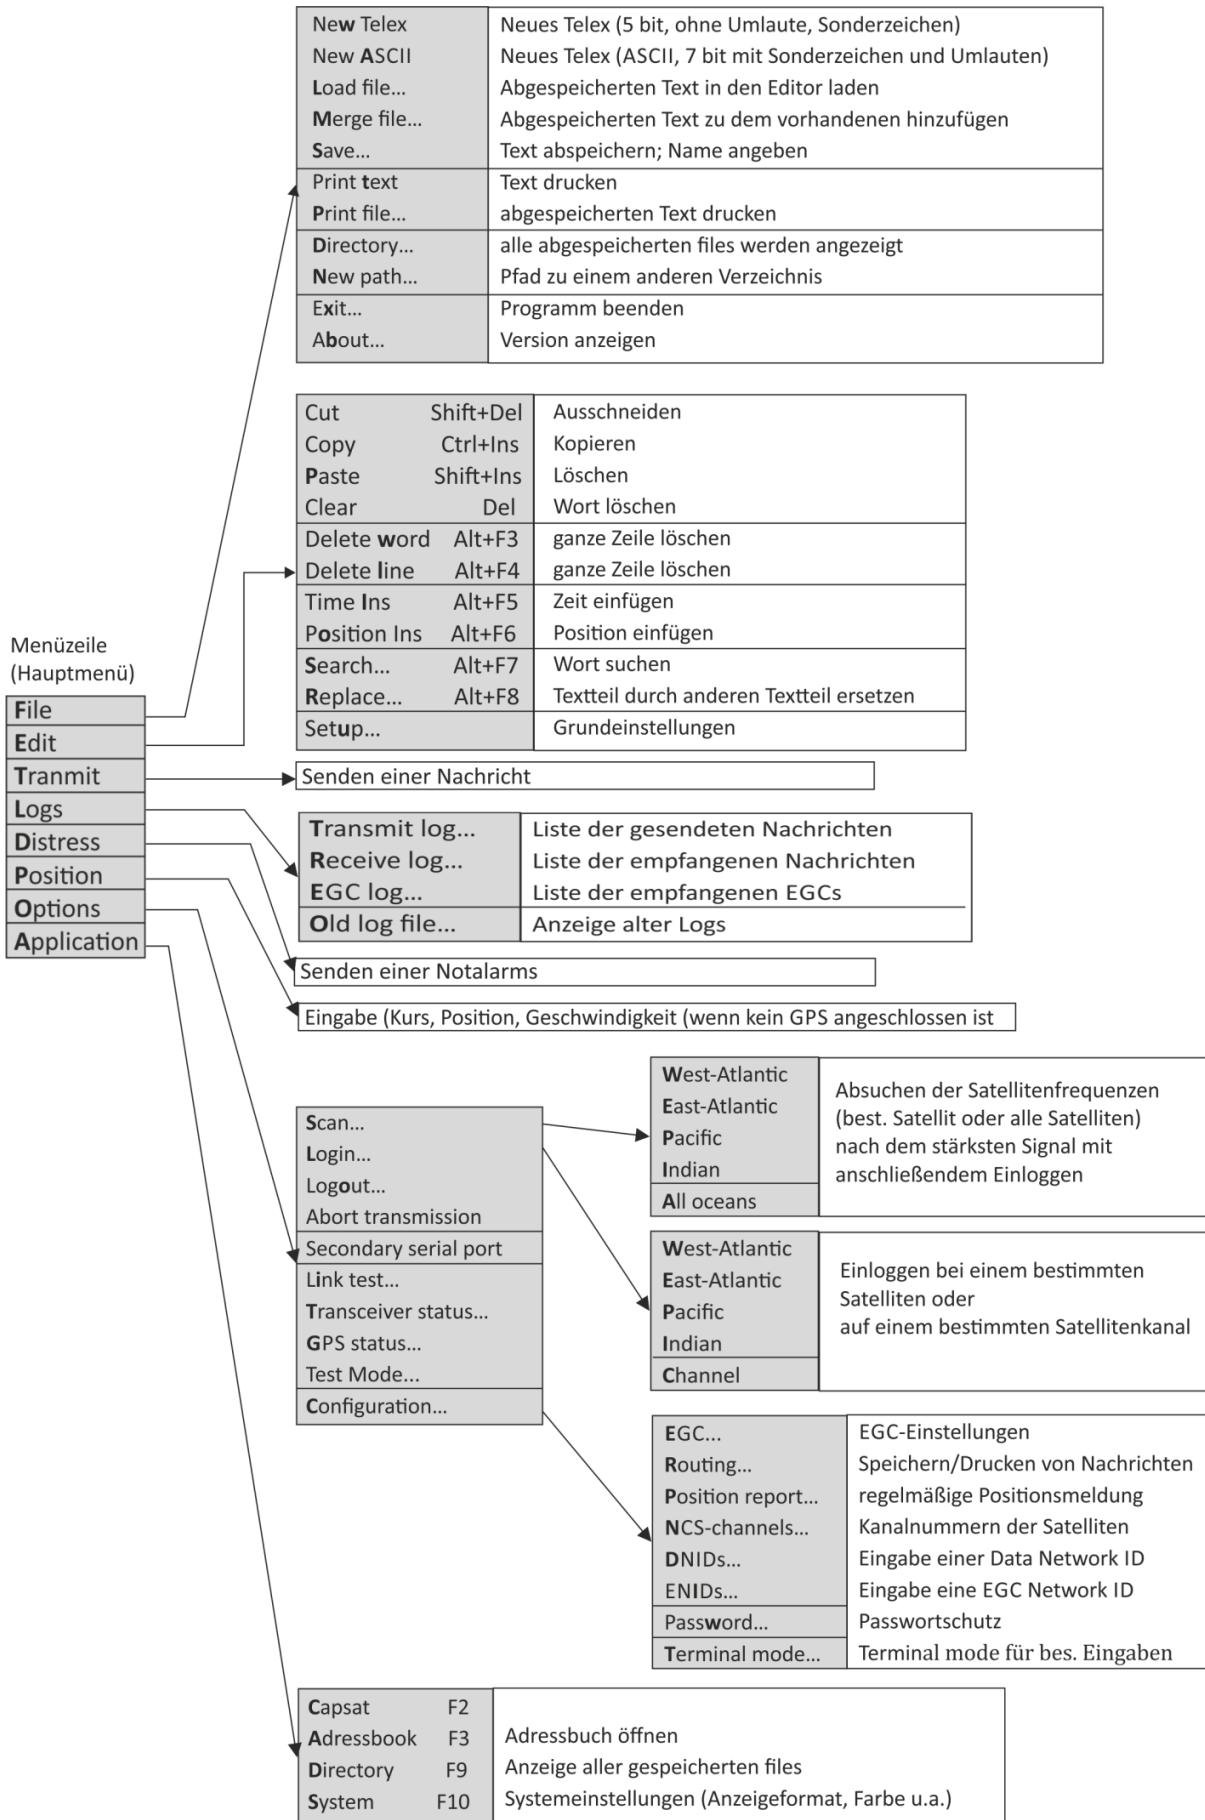 New Telex Neues Telex (5 bit, ohne Umlaute, Sonderzeichen)
New ASCII Neues Telex (ASCII, 7 bit mit Sonderzeichen und Umlauten)
Load file... Abgespeicherten Text in den Editor laden
Merge file... Abgespeicherten Text zu dem vorhandenen hinzufügen
Save... Text abspeichern; Name angeben
Print text Text drucken
Print file... abgespeicherten Text drucken
Directory... alle abgespeicherten files werden angezeigt
New path... Pfad zu einem anderen Verzeichnis
Exit... Programm beenden
About... Version anzeigen
Cut Shift+Del Ausschneiden
Copy Ctrl+Ins Kopieren
Paste Shift+Ins Löschen
Clear Del Wort löschen
Delete word Alt+F3 ganze Zeile löschen
Delete line Alt+F4 ganze Zeile löschen
Time Ins Alt+F5 Zeit einfügen
Position Ins Alt+F6 Position einfügen
Search... Alt+F7 Wort suchen
Replace... Alt+F8 Textteil durch anderen Textteil ersetzen
Setup... Grundeinstellungen
Menüzeile
(Hauptmenü)
File
Edit
Tranmit
Logs
Distress
Position
Options
Application
Senden einer Nachricht
Transmit log... Liste der gesendeten Nachrichten
Receive log... Liste der empfangenen Nachrichten
EGC log... Liste der empfangenen EGCs
Old log file... Anzeige alter Logs
Senden einer Notalarms
Eingabe (Kurs, Position, Geschwindigkeit (wenn kein GPS angeschlossen ist
Scan...
Login...
Logout...
Abort transmission
Secondary serial port
Link test...
Transceiver status...
GPS status...
Test Mode...
Configuration...
West-Atlantic
East-Atlantic
Pacific
Indian
All oceans
Absuchen der Satellitenfrequenzen
(best. Satellit oder alle Satelliten)
nach dem stärksten Signal mit
anschließendem Einloggen
West-Atlantic
East-Atlantic
Pacific
Indian
Channel
Einloggen bei einem bestimmten
Satelliten oder
auf einem bestimmten Satellitenkanal
EGC... EGC-Einstellungen
Routing... Speichern/Drucken von Nachrichten
Position report... regelmäßige Positionsmeldung
NCS-channels... Kanalnummern der Satelliten
DNIDs... Eingabe einer Data Network ID
ENIDs... Eingabe eine EGC Network ID
Password... Passwortschutz
Terminal mode... Terminal mode für bes. Eingaben
Capsat F2
Adressbook F3 Adressbuch öffnen
Directory F9 Anzeige aller gespeicherten files
System F10 Systemeinstellungen (Anzeigeformat, Farbe u.a.)